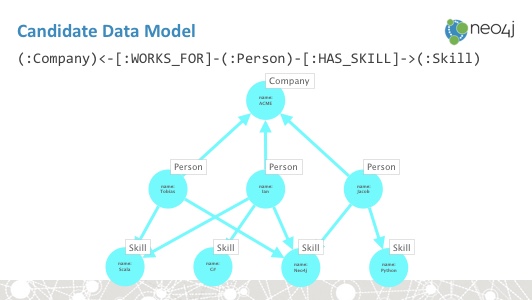 Candidate Data Model
neo4j
(:Company)<-[:WORKS_FOR]-(:Person)-[:HAS_SKILL]->(:Skill)
Company
name:
ACME
Person
Person
Person
name:
Tobias
name:
Ian
name:
Jacob
Skill
Skill
Skill
Skill
name:
Scala
name:
C#
name:
Neo4j
name:
Python